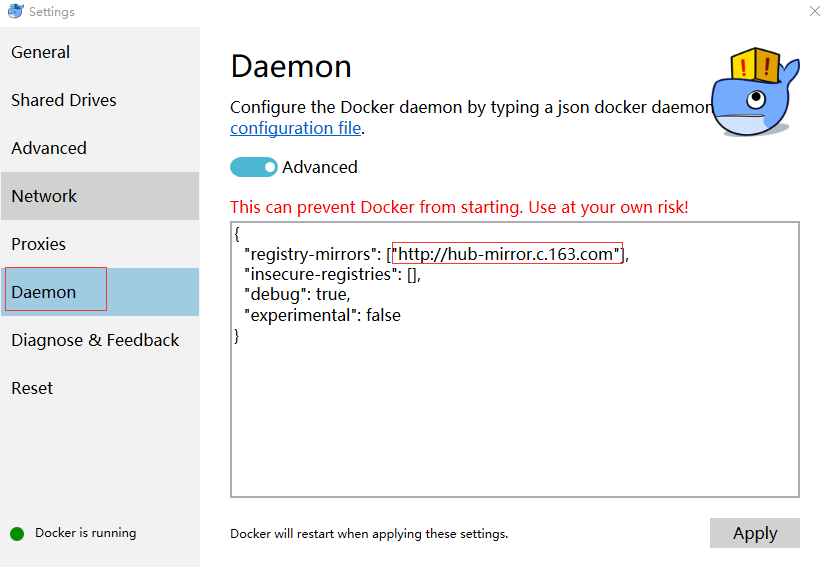 Settings
General
Shared Drives
Advanced
Network
Proxies
Daemon
Diagnose & Feedback
Reset
Docker is running
Daemon
Configure the Docker daemon by typing a json docker daemon
configuration file.
Advanced
This can prevent Docker from starting. Use at your own risk!
{
"registry-mirrors": ["http://hub-mirror.c.163.com"],
"insecure-registries": [],
"debug": true,
"experimental": false
}
Docker will restart when applying these settings.
Apply